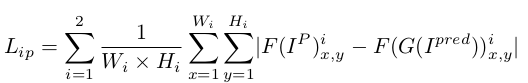 L_{ip} = \sum_{i=1}^{2} \frac{1}{W_i \times H_i} \sum_{x=1}^{W_i} \sum_{y=1}^{H_i} |F(I^P)^i_{x,y} - F(G(I^{pred}))^i_{x,y}|